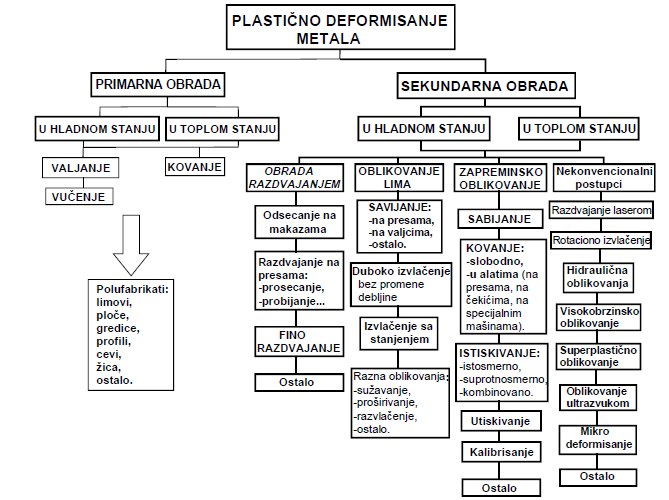 PLASTIČNO DEFORMISANJE
METALA
PRIMARNA OBRADA
SEKUNDARNA OBRADA
U HLADNOM STANJU
U TOPLOM STANJU
U HLADNOM STANJU
U TOPLOM STANJU
VALJANJE
KOVANJE
VUČENJE
Polufabrikati:
limovi,
ploče,
gredice,
profili,
cevi,
žica,
ostalo.
OBRADA
RAZDVAJANJEM
Odsecanje na
makazama
Razdvajanje na
presama:
-prosecanje,
-probijanje...
FINO
RAZDVAJANJE
Ostalo
OBLIKOVANJE
LIMA
SAVIJANJE:
-na presama,
-na valjcima,
-ostalo.
Duboko izvlačenje
bez promene
debljine
Izvlačenje sa
stanjenjem
Razna oblikovanja:
-sužavanje,
-proširivanje,
-razvlačenje,
-ostalo.
ZAPREMINSKO
OBLIKOVANJE
SABIJANJE
KOVANJE:
-slobodno,
-u alatima (na
presama, na
čekićima, na
specijalnim
mašinama).
ISTISKIVANJE:
-istosmerno,
-suprotnosmerno,
-kombinovano.
Utiskivanje
Kalibrisanje
Ostalo
Nekonvencionalni
postupci
Razdvajanje laserom
Rotaciono izvlačenje
Hidraulična
oblikovanja
Visokobrzinsko
oblikovanje
Superplastično
oblikovanje
Oblikovanje
ultrazvukom
Mikro
deformisanje
Ostalo